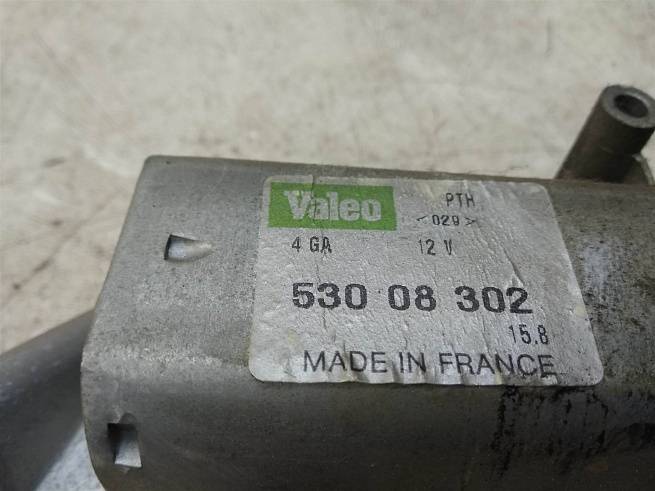 Valeo PTH
<029>
4 GA 12 V
530 08 302
15.8
MADE IN FRANCE